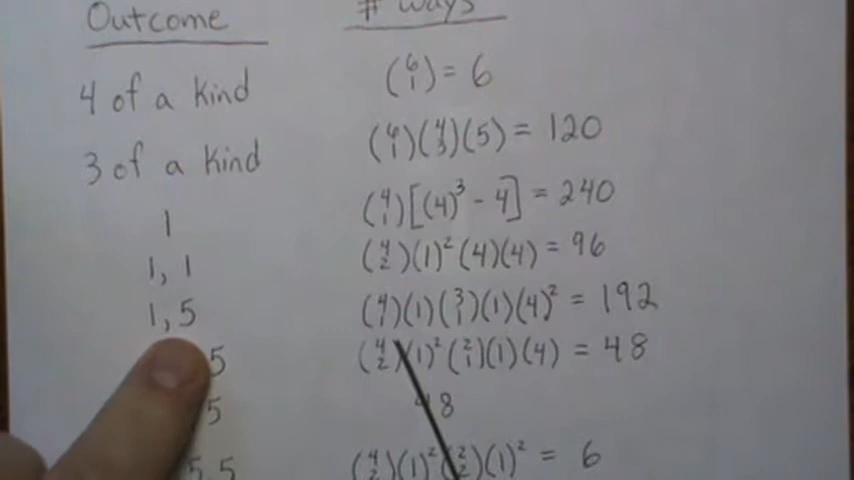 Outcome # Ways
4 of a kind (6 1) = 6
3 of a kind (6 1)(4 3)(5) = 120
1 (4 1)[(4)³ - 4] = 240
1, 1 (4 2)(1)²(4)(4) = 96
1, 5 (4 1)(1)(3 1)(1)(4)² = 192
5 (4 2)(1)²(2 1)(1)(4) = 48
5 48
5,5 (4 2)(1)²(2 2)(1)² = 6